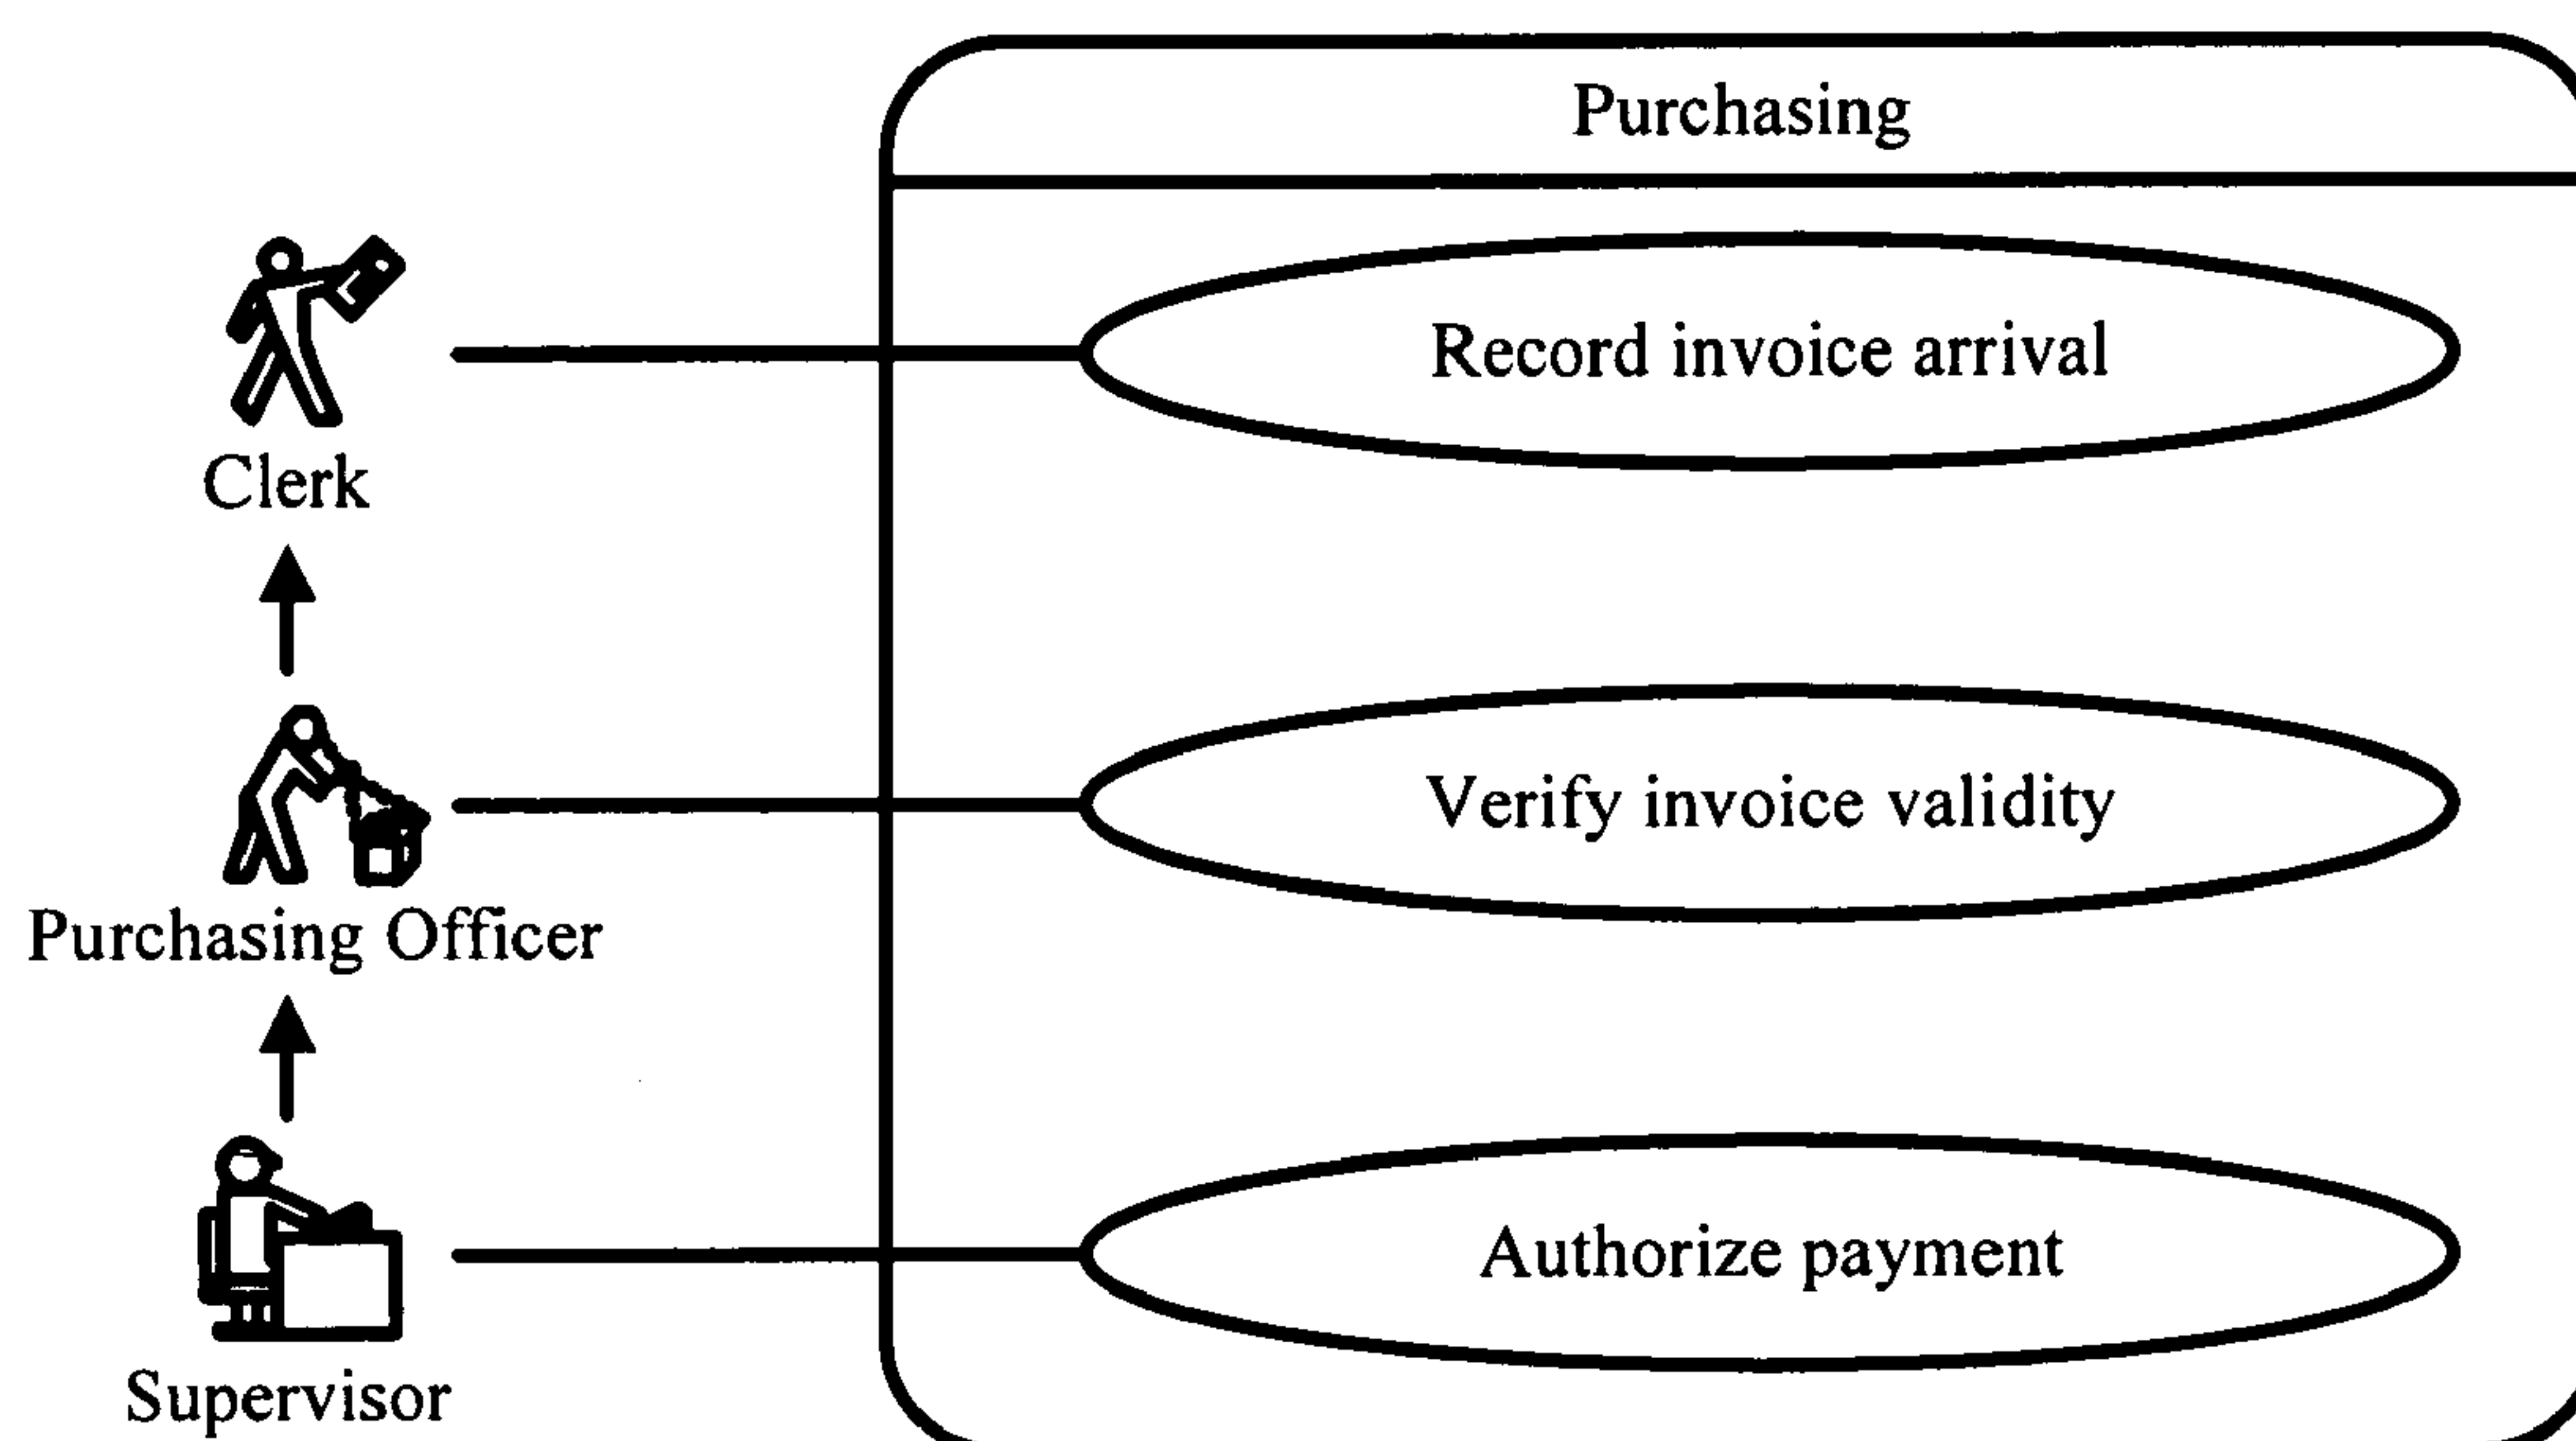 Purchasing
Record invoice arrival
Clerk
Verify invoice validity
Purchasing Officer
Authorize payment
Supervisor